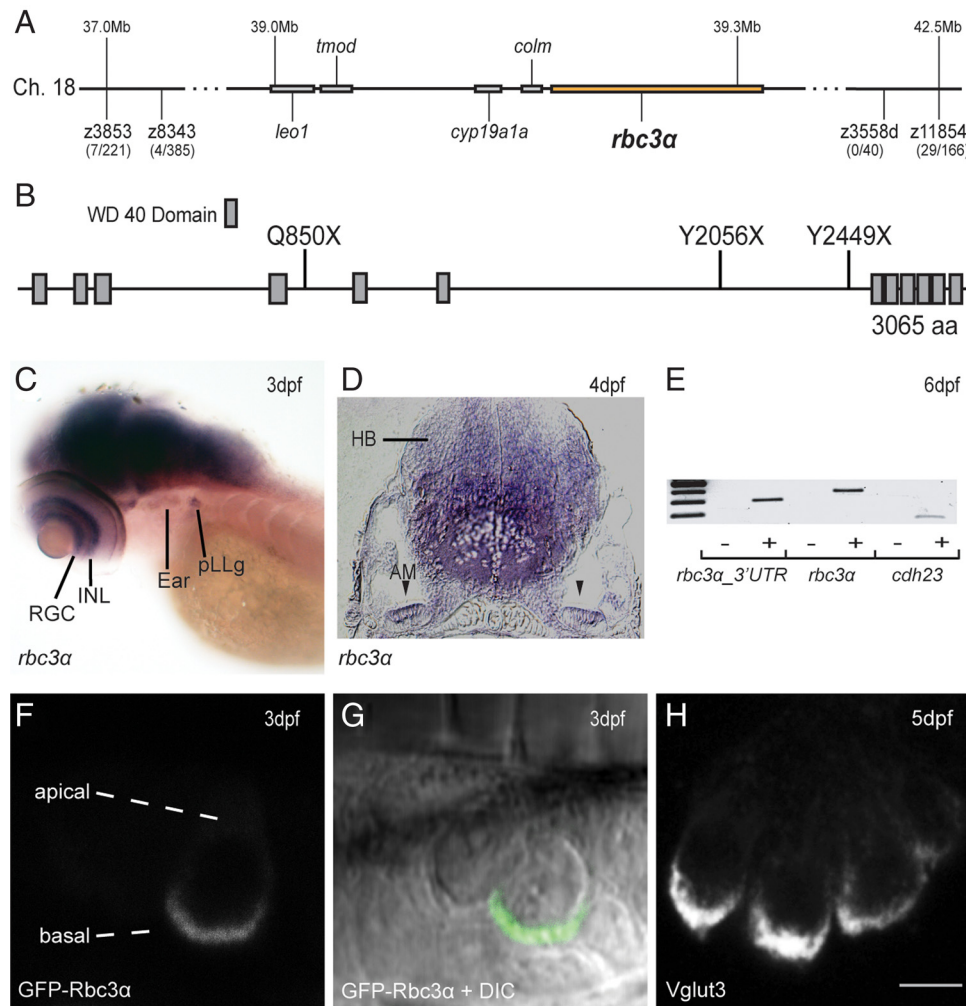 A
37.0Mb 39.0Mb 39.3Mb 42.5Mb
tmod colm
Ch. 18
z3853 z8343 leo1 cyp19a1a rbc3α z3558d z11854
(7/221) (4/385) (0/40) (29/166)
B
WD 40 Domain
Q850X Y2056X Y2449X
3065 aa
C 3dpf
RGC INL Ear pLLg
rbc3α
D 4dpf
HB
AM
rbc3α
E 6dpf
- + - + - +
rbc3α_3'UTR rbc3α cdh23
F 3dpf
apical
basal
GFP-Rbc3α
G 3dpf
GFP-Rbc3α + DIC
H 5dpf
Vglut3